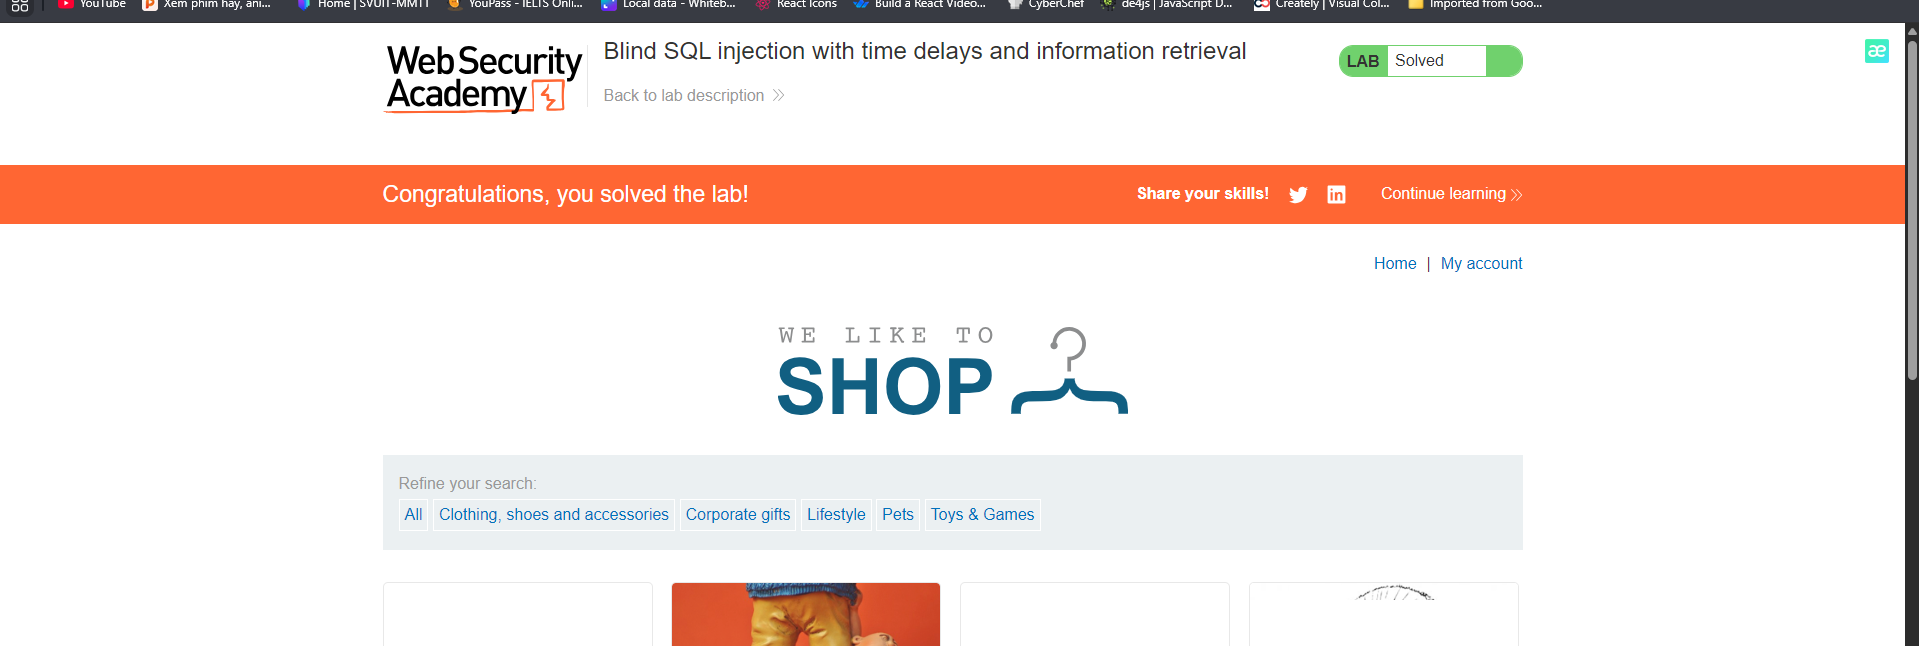 YouTube Xem phim hay, ani... Home | SVUIT-MMTT YouPass - IELTS Onli... Local data - Whiteb... React Icons Build a React Video... CyberChef de4js | JavaScript D... Creately | Visual Col... Imported from Goo...
Web Security
Academy
Blind SQL injection with time delays and information retrieval
Back to lab description
LAB Solved
æ
Congratulations, you solved the lab!
Share your skills! in Continue learning
Home | My account
WE LIKE TO
SHOP
Refine your search:
All Clothing, shoes and accessories Corporate gifts Lifestyle Pets Toys & Games